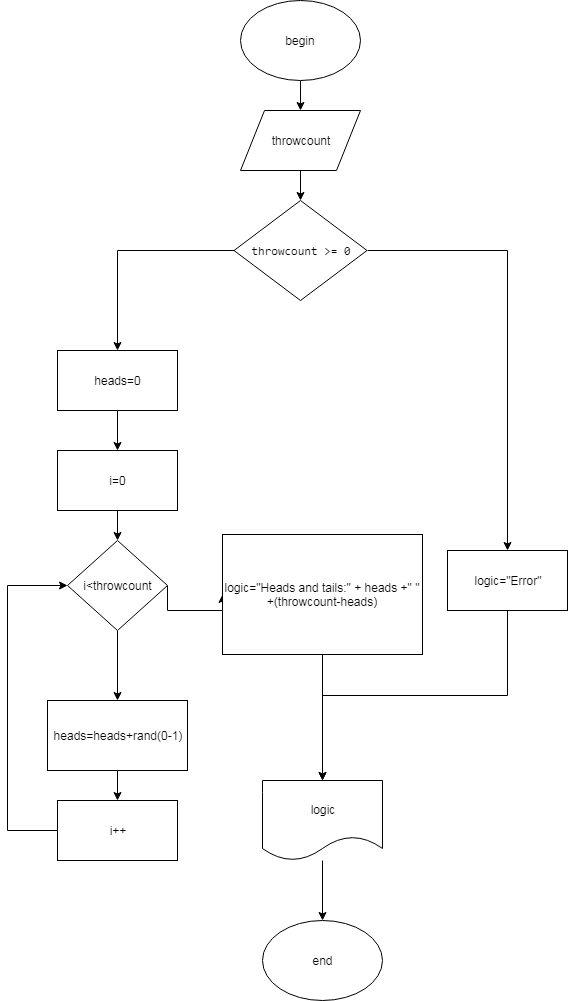 begin
throwcount
throwcount >= 0
heads=0
i=0
i<throwcount
logic="Heads and tails:" + heads +" "
+(throwcount-heads)
logic="Error"
heads=heads+rand(0-1)
i++
logic
end